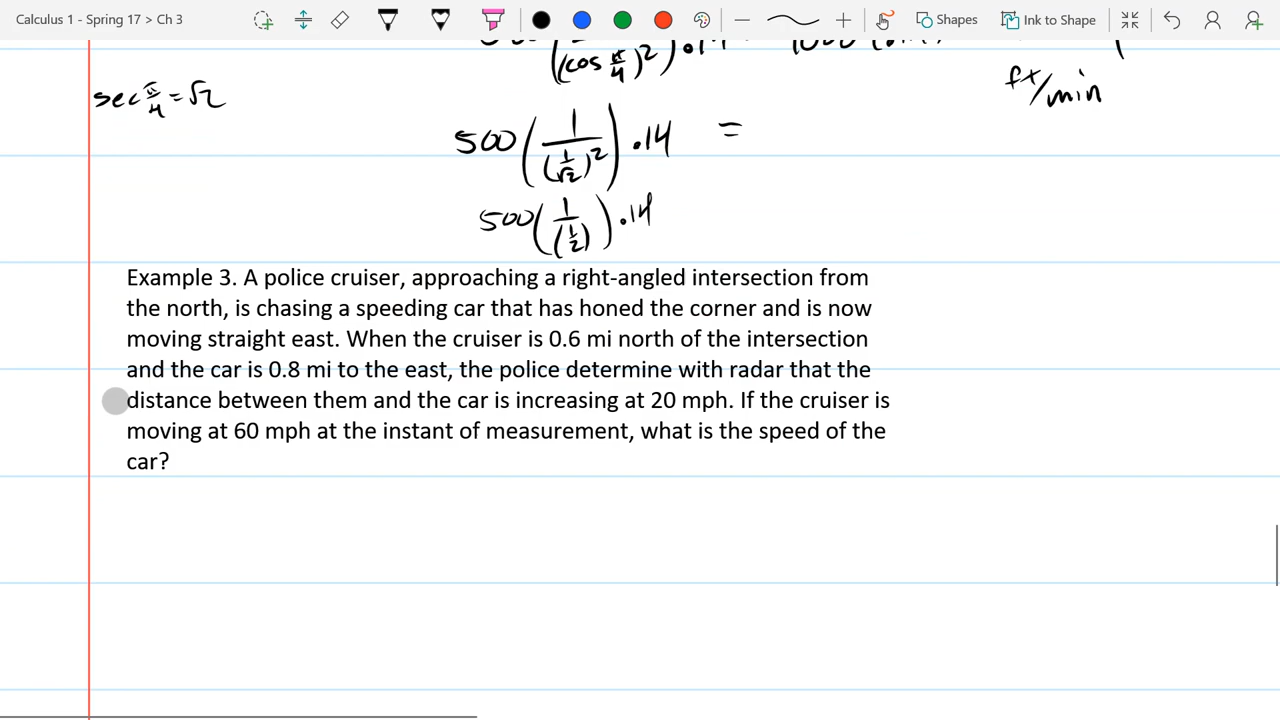 Calculus 1 - Spring 17 > Ch 3
Shapes
Ink to Shape
(cos π/4)^2) .14
ft/min
sec π/4 = √2
500 (1/(1/√2)^2) .14 =
500 (1/(1/2)) .14
Example 3. A police cruiser, approaching a right-angled intersection from
the north, is chasing a speeding car that has honed the corner and is now
moving straight east. When the cruiser is 0.6 mi north of the intersection
and the car is 0.8 mi to the east, the police determine with radar that the
distance between them and the car is increasing at 20 mph. If the cruiser is
moving at 60 mph at the instant of measurement, what is the speed of the
car?